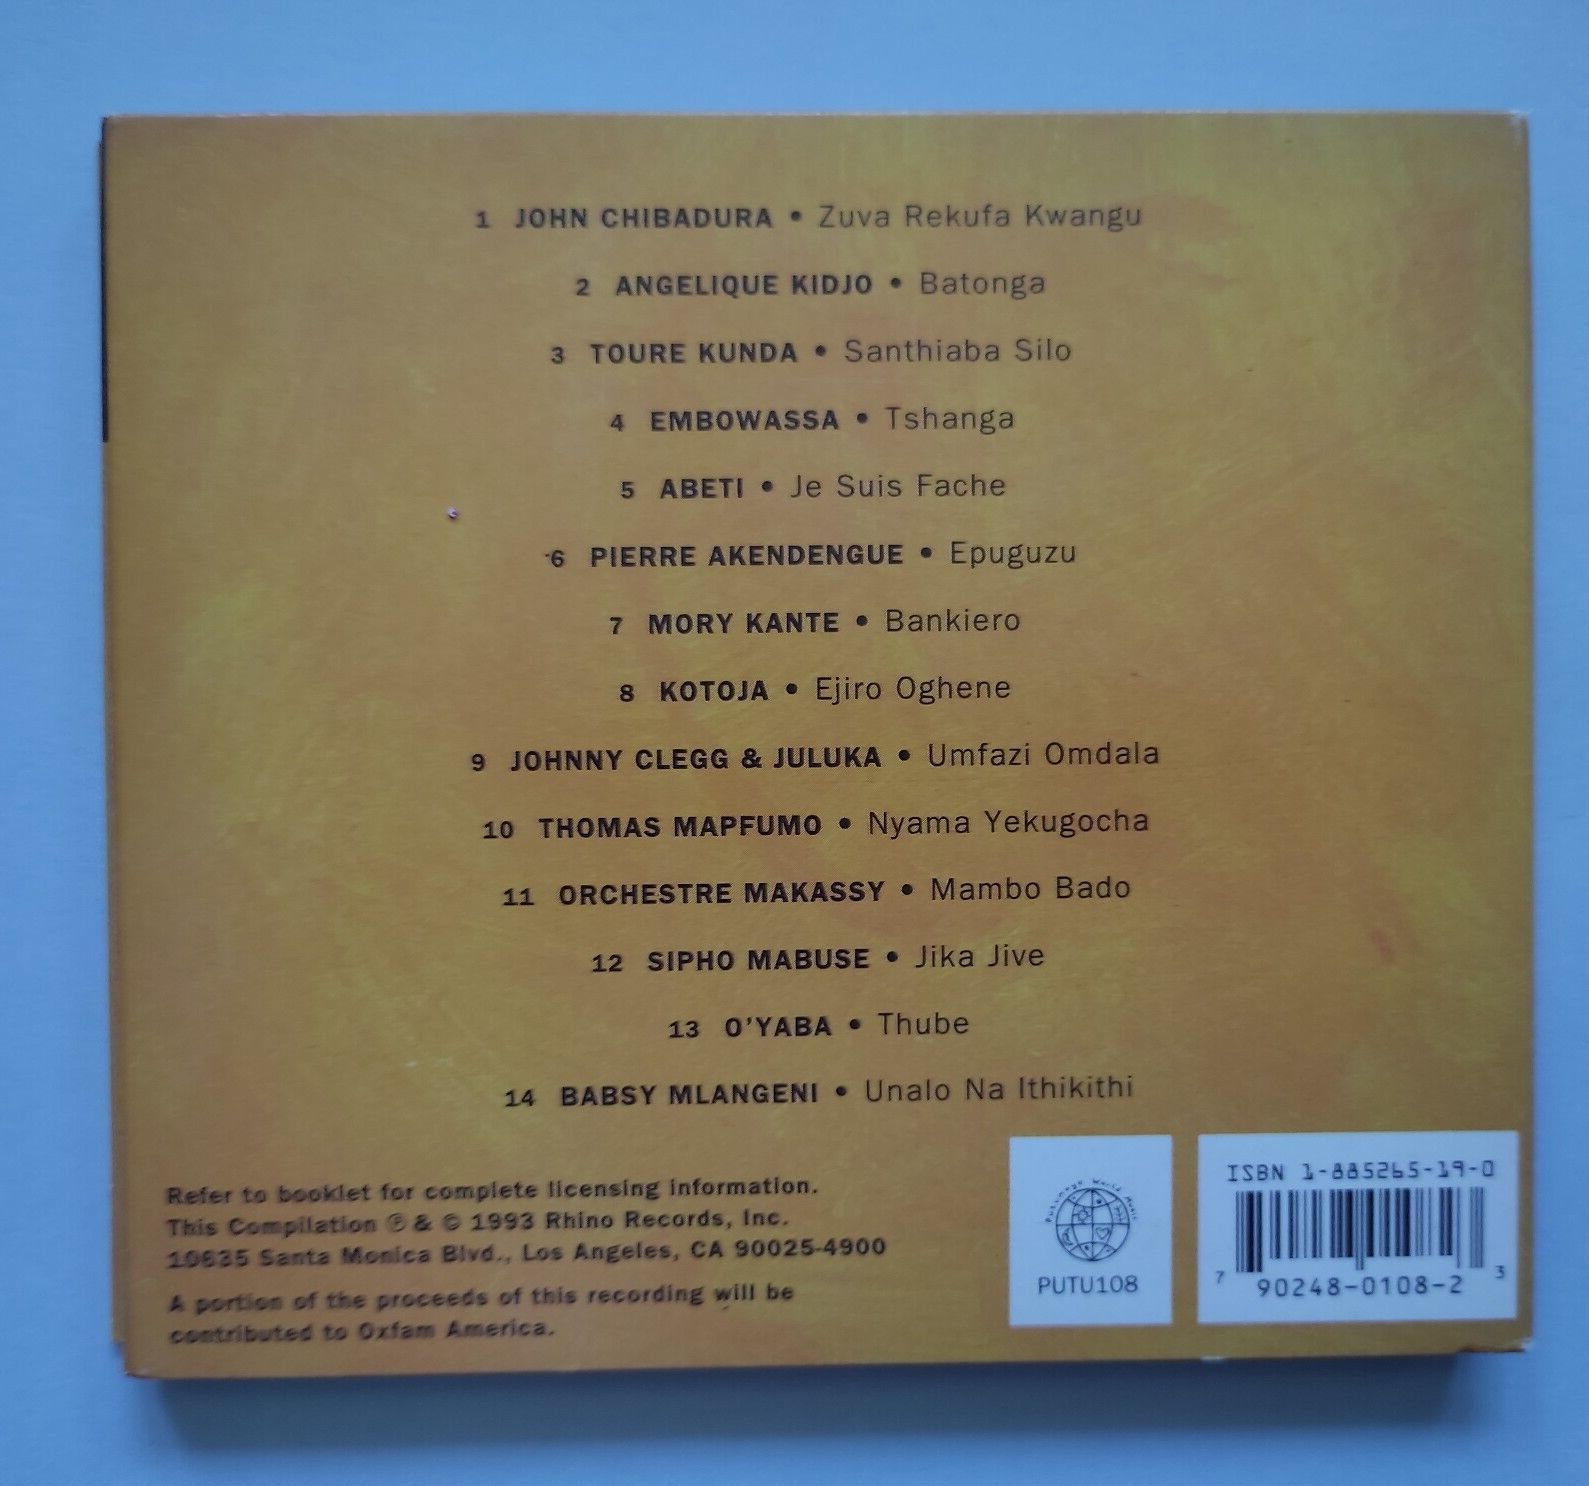 1 JOHN CHIBADURA • Zuva Rekufa Kwangu
2 ANGELIQUE KIDJO • Batonga
3 TOURE KUNDA • Santhiaba Silo
4 EMBOWASSA • Tshanga
5 ABETI • Je Suis Fache
6 PIERRE AKENDENGUE • Epuguzu
7 MORY KANTE • Bankiero
8 KOTOJA • Ejiro Oghene
9 JOHNNY CLEGG & JULUKA • Umfazi Omdala
10 THOMAS MAPFUMO • Nyama Yekugocha
11 ORCHESTRE MAKASSY • Mambo Bado
12 SIPHO MABUSE • Jika Jive
13 O'YABA • Thube
14 BABSY MLANGENI • Unalo Na Ithikithi
Refer to booklet for complete licensing information.
This Compilation ℗ & © 1993 Rhino Records, Inc.
10635 Santa Monica Blvd., Los Angeles, CA 90025-4900
A portion of the proceeds of this recording will be
contributed to Oxfam America.
Putumayo World Music
PUTU108
ISBN 1-885265-19-0
7 90248-0108-2 3